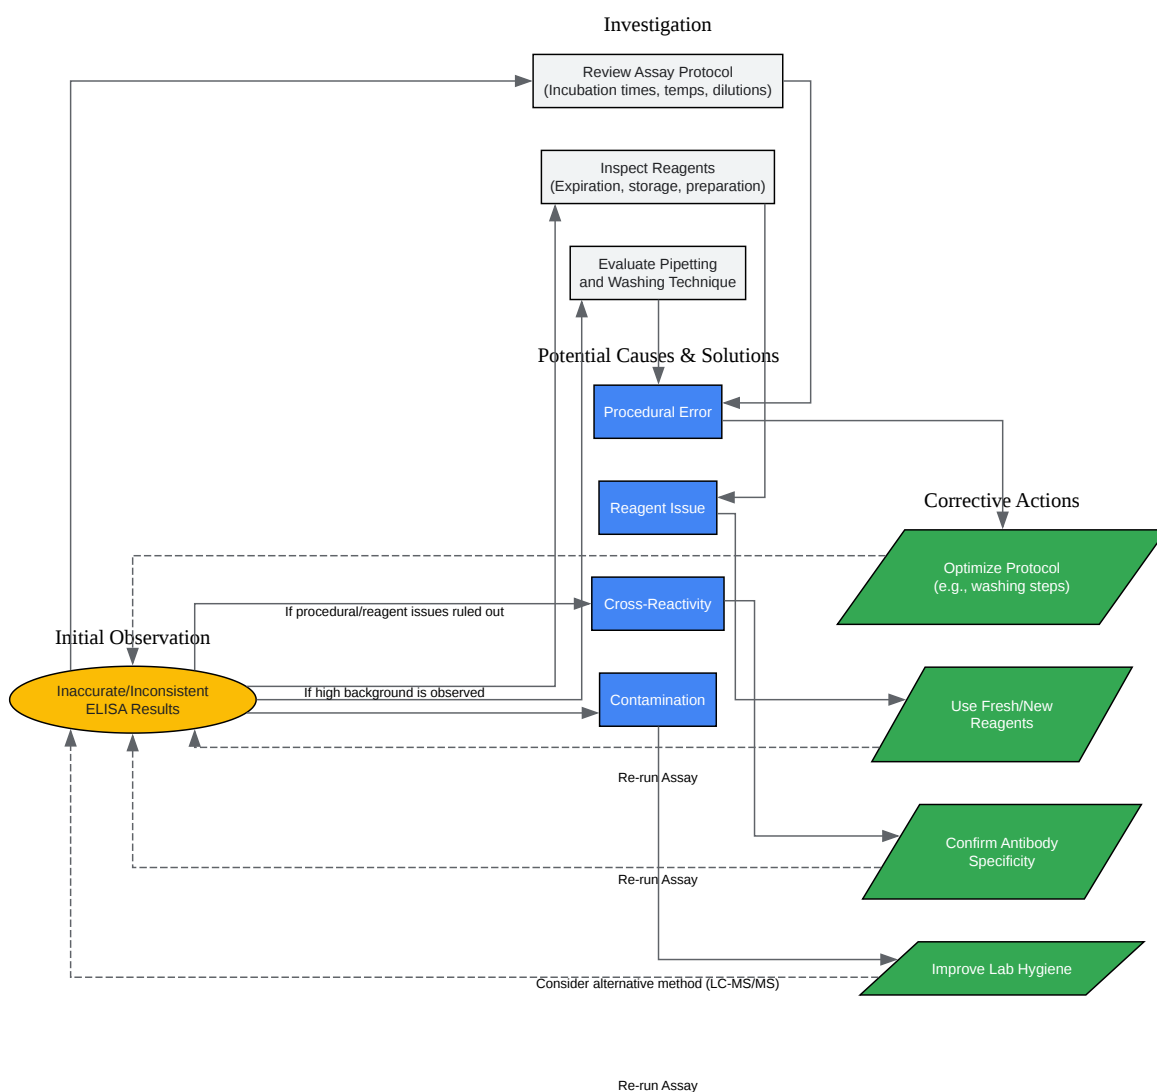 Investigation
Review Assay Protocol
(Incubation times, temps, dilutions)
Inspect Reagents
(Expiration, storage, preparation)
Evaluate Pipetting
and Washing Technique
Potential Causes & Solutions
Procedural Error
Reagent Issue
Corrective Actions
Optimize Protocol
(e.g., washing steps)
If procedural/reagent issues ruled out
Cross-Reactivity
Initial Observation
Inaccurate/Inconsistent
ELISA Results
If high background is observed
Contamination
Use Fresh/New
Reagents
Re-run Assay
Confirm Antibody
Specificity
Re-run Assay
Improve Lab Hygiene
Consider alternative method (LC-MS/MS)
Re-run Assay